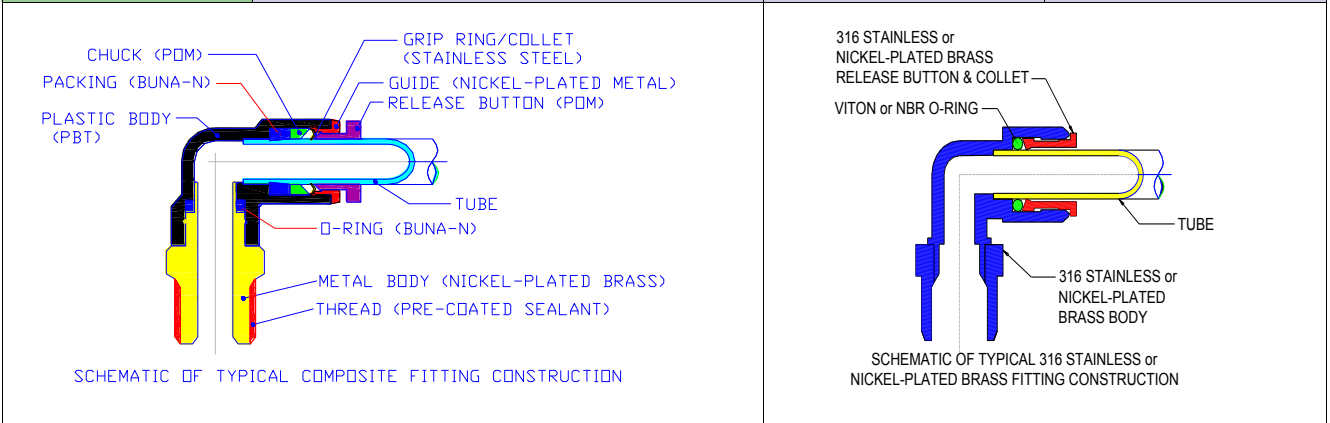 CHUCK (POM)
PACKING (BUNA-N)
PLASTIC BODY
(PBT)
GRIP RING/COLLET
(STAINLESS STEEL)
GUIDE (NICKEL-PLATED METAL)
RELEASE BUTTON (POM)
TUBE
O-RING (BUNA-N)
METAL BODY (NICKEL-PLATED BRASS)
THREAD (PRE-COATED SEALANT)
SCHEMATIC OF TYPICAL COMPOSITE FITTING CONSTRUCTION
316 STAINLESS or
NICKEL-PLATED BRASS
RELEASE BUTTON & COLLET
VITON or NBR O-RING
TUBE
316 STAINLESS or
NICKEL-PLATED
BRASS BODY
SCHEMATIC OF TYPICAL 316 STAINLESS or
NICKEL-PLATED BRASS FITTING CONSTRUCTION